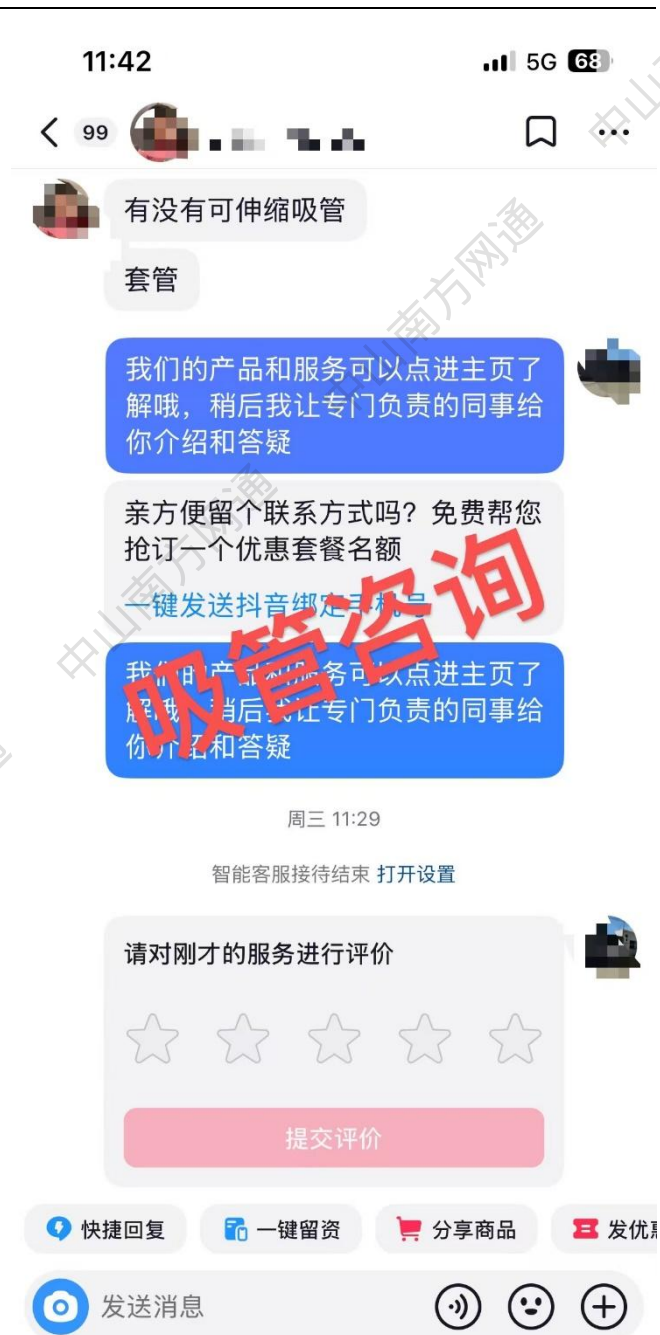 11:42
5G 68
99
有没有可伸缩吸管
套管
我们的产品和服务可以点进主页了
解哦，稍后我让专门负责的同事给
你介绍和答疑
亲方便留个联系方式吗？免费帮您
抢订一个优惠套餐名额
一键发送抖音绑定手机号
吸管咨询
我们的产品和服务可以点进主页了
解哦，稍后我让专门负责的同事给
你介绍和答疑
周三 11:29
智能客服接待结束 打开设置
请对刚才的服务进行评价
提交评价
快捷回复
一键留资
分享商品
发优惠
发送消息
中山南方网通
中山南方网通